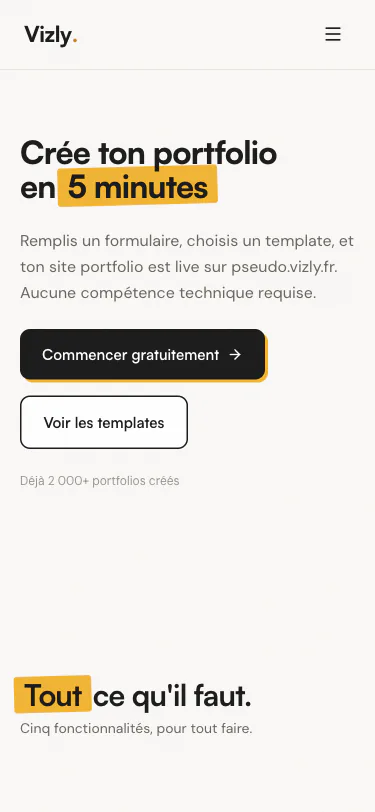 Vizly.
Crée ton portfolio
en 5 minutes
Remplis un formulaire, choisis un template, et
ton site portfolio est live sur pseudo.vizly.fr.
Aucune compétence technique requise.
Commencer gratuitement →
Voir les templates
Déjà 2 000+ portfolios créés
Tout ce qu'il faut.
Cinq fonctionnalités, pour tout faire.